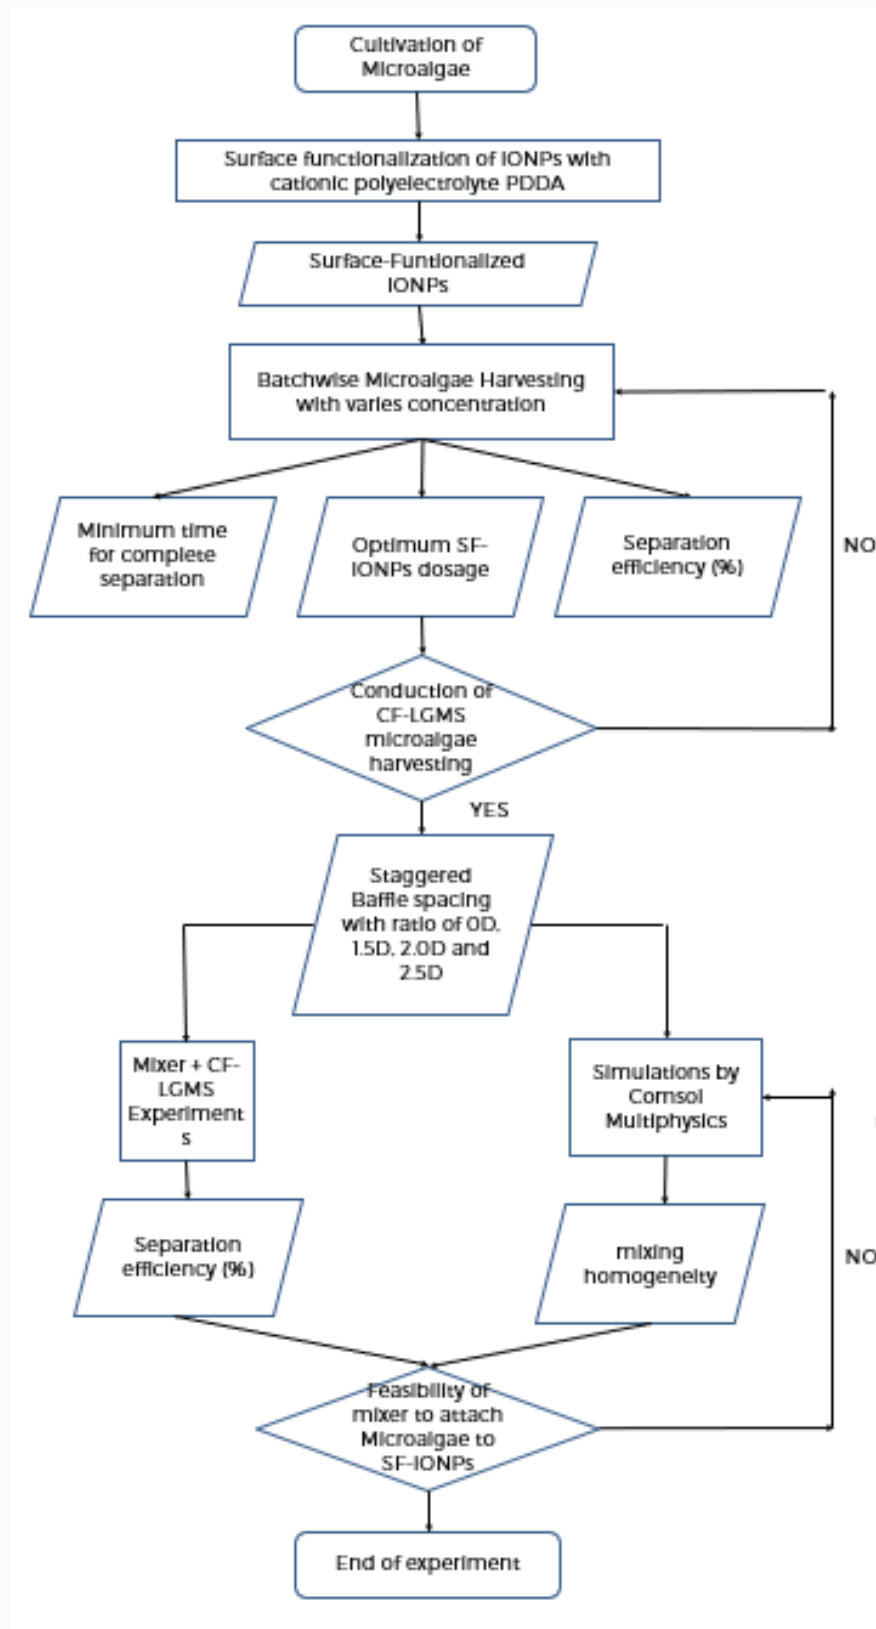 Cultivation of
Microalgae
Surface functionalization of IONPs with
cationic polyelectrolyte PDDA
Surface-Funtionalized
IONPs
Batchwise Microalgae Harvesting
with varies concentration
Minimum time
for complete
separation
Optimum SF-
IONPs dosage
Separation
efficiency (%)
NO
Conduction of
CF-LGMS
microalgae
harvesting
YES
Staggered
Baffle spacing
with ratio of 0D,
1.5D, 2.0D and
2.5D
Mixer + CF-
LGMS
Experiment
s
Simulations by
Comsol
Multiphysics
Separation
efficiency (%)
mixing
homogeneity
NO
Feasibility of
mixer to attach
Microalgae to
SF-IONPs
End of experiment